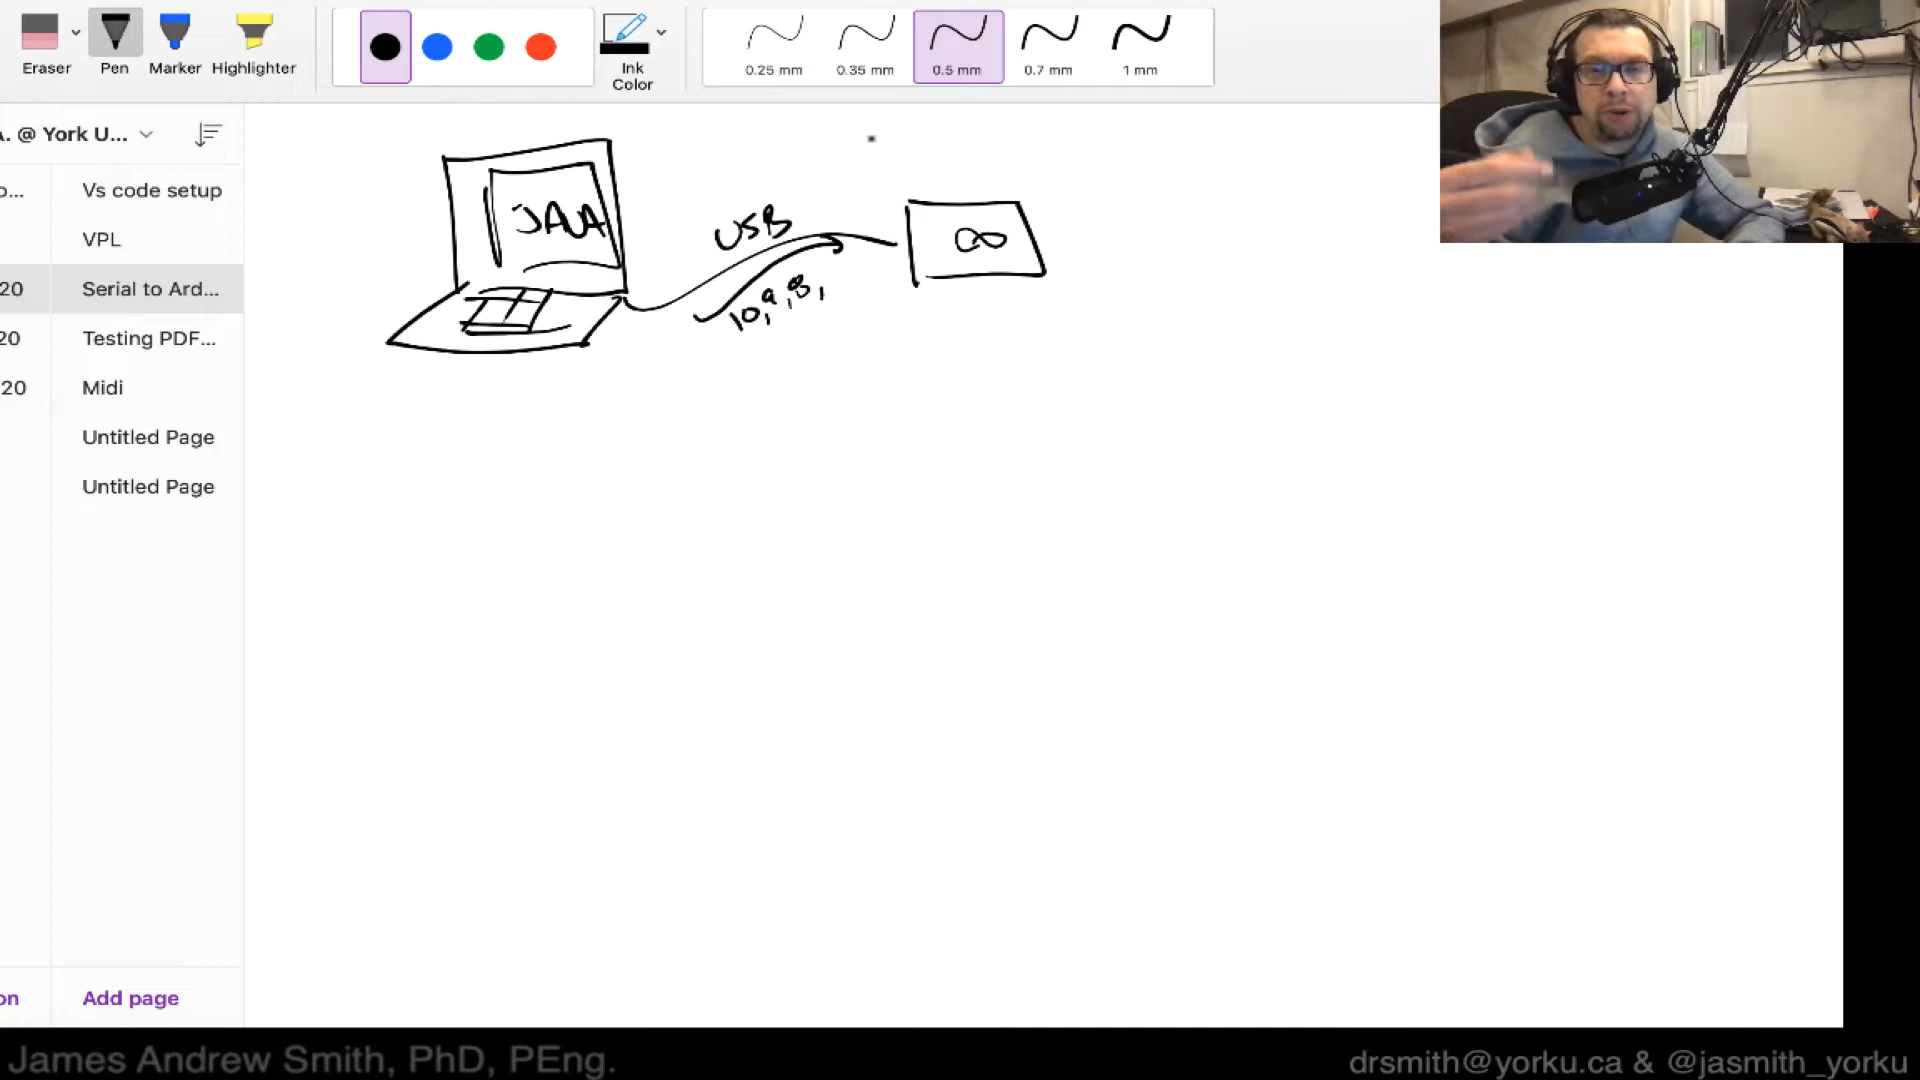 Eraser
Pen
Marker
Highlighter
Ink
Color
0.25 mm
0.35 mm
0.5 mm
0.7 mm
1 mm
A. @ York U...
o...
Vs code setup
VPL
20
Serial to Ard...
20
Testing PDF...
20
Midi
Untitled Page
Untitled Page
on
Add page
JAVA
USB
10, 9, 8,
∞
James Andrew Smith, PhD, PEng.
drsmith@yorku.ca & @jasmith_yorku